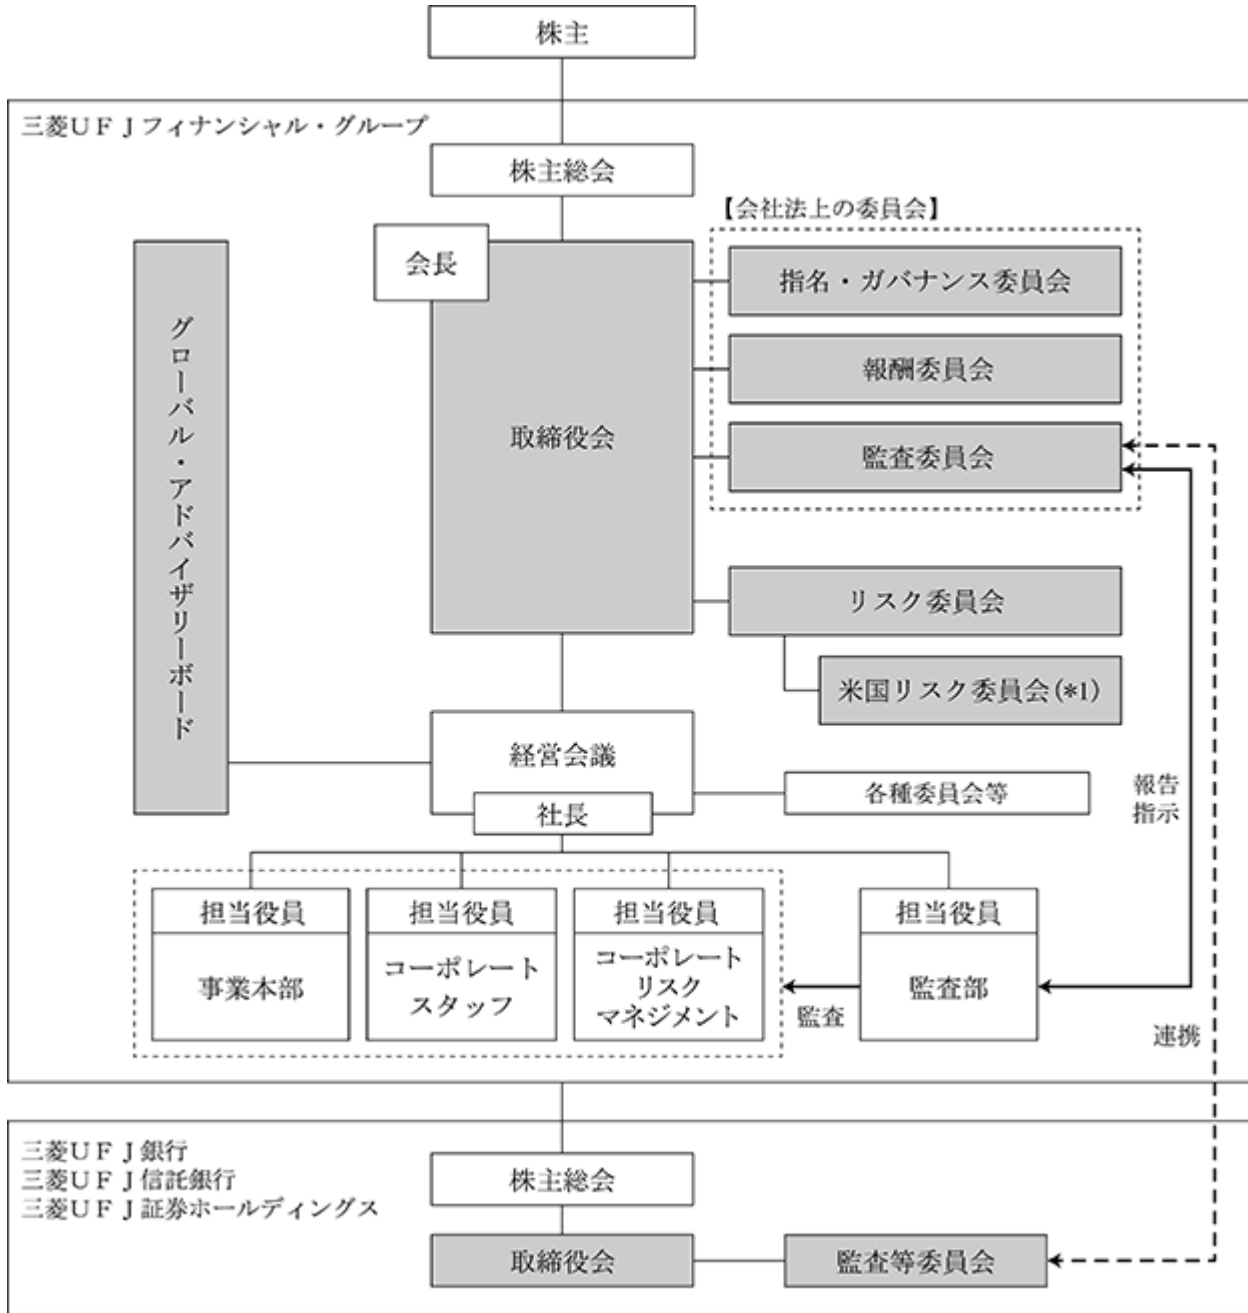 株主
三菱ＵＦＪフィナンシャル・グループ
株主総会
【会社法上の委員会】
会長
指名・ガバナンス委員会
グローバル・アドバイザリーボード
報酬委員会
取締役会
監査委員会
リスク委員会
米国リスク委員会(*1)
経営会議
各種委員会等
社長
報告
指示
担当役員
事業本部
担当役員
コーポレート
スタッフ
担当役員
コーポレート
リスク
マネジメント
監査
担当役員
監査部
連携
三菱ＵＦＪ銀行
三菱ＵＦＪ信託銀行
三菱ＵＦＪ証券ホールディングス
株主総会
取締役会
監査等委員会